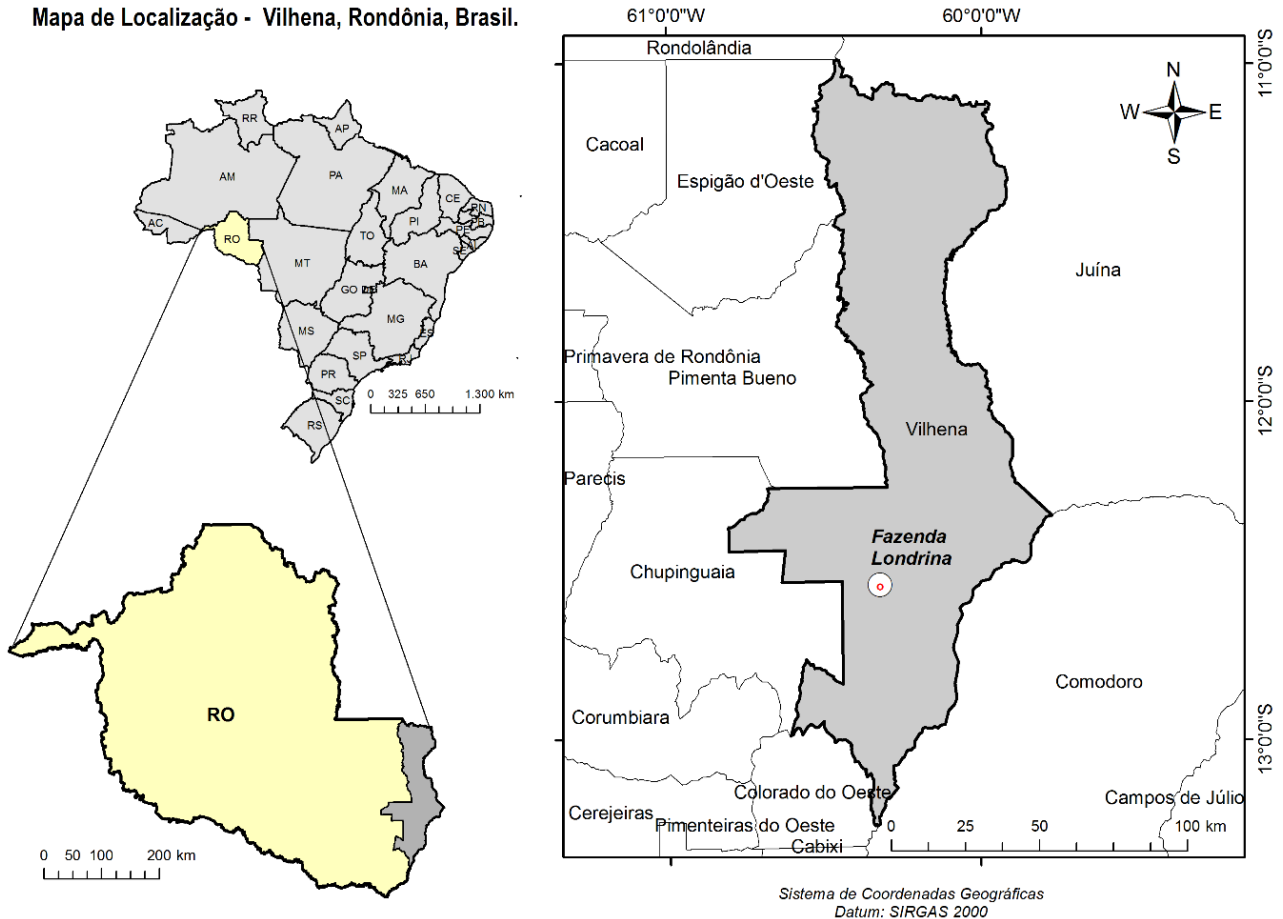 Mapa de Localização - Vilhena, Rondônia, Brasil.
RR
AP
AM
PA
MA
CE
RN
PB
PE
AC
RO
TO
PI
SE
AL
MT
BA
GO DF
MG
ES
MS
SP
RJ
PR
SC
RS
0 325 650 1.300 km
RO
0 50 100 200 km
61°0'0"W
60°0'0"W
11°0'0"S
12°0'0"S
13°0'0"S
N
W E
S
Rondolândia
Cacoal
Espigão d'Oeste
Juína
Primavera de Rondônia
Pimenta Bueno
Vilhena
Parecis
Fazenda
Londrina
Chupinguaia
Comodoro
Corumbiara
Colorado do Oeste
Campos de Júlio
Cerejeiras
Pimenteiras do Oeste
Cabixi
0 25 50 100 km
Sistema de Coordenadas Geográficas
Datum: SIRGAS 2000